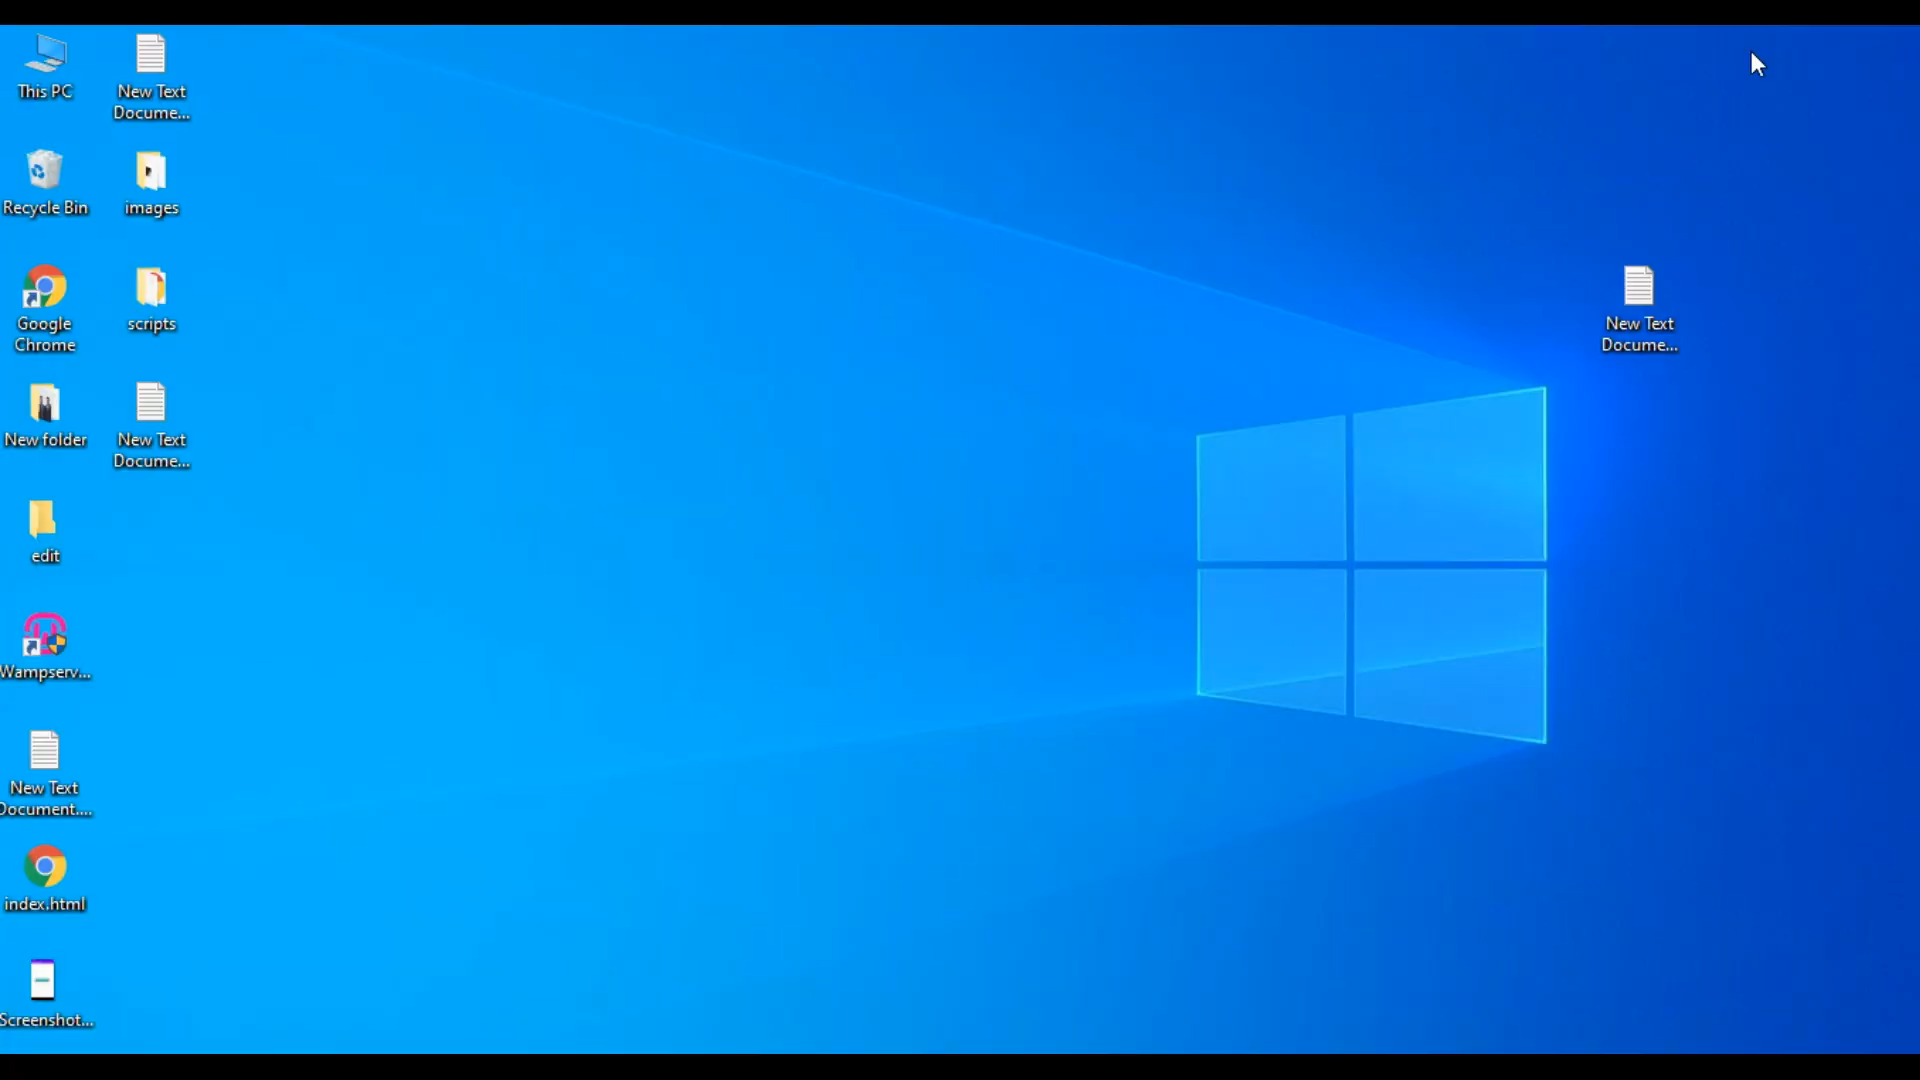 This PC
New Text
Docume...
Recycle Bin
images
Google
Chrome
scripts
New Text
Docume...
New folder
New Text
Docume...
edit
Wampserv...
New Text
Document....
index.html
Screenshot...